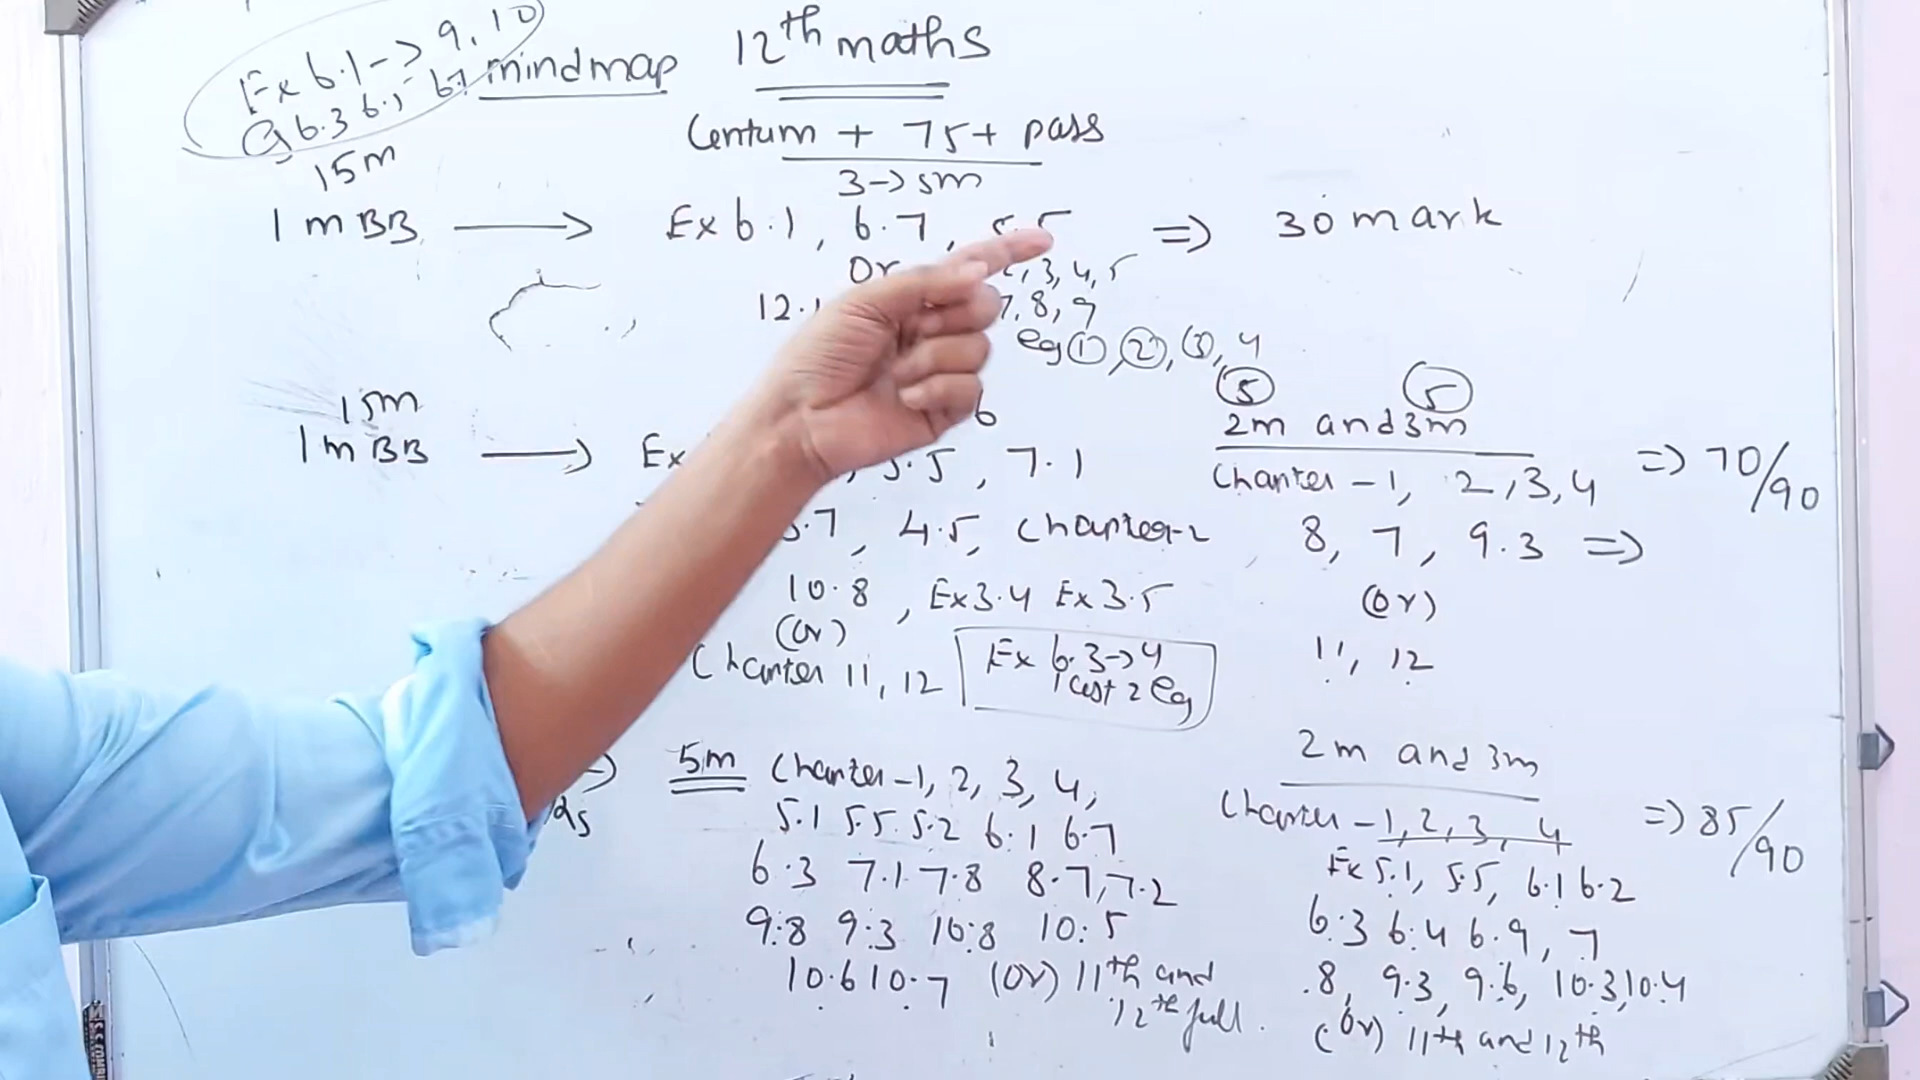 Ex 6.1 -> 9, 10
6.3 6.5 6.7
mindmap
12th maths
Centum + 75+ pass
3 -> 5m
15m
1m BB -> Ex 6.1, 6.7, 5.5 => 30 mark
Or 2, 3, 4, 5
12.1 7, 8, 9
eg 1, 2, 3, 4
15m
1m BB -> Ex 5.5, 7.1
6.7, 4.5, Chapter-2
10.8, Ex 3.4 Ex 3.5
(Or)
Chapter 11, 12
Ex 6.3 -> 4
last 2 eg
5 5
2m and 3m
Chapter - 1, 2, 3, 4 => 70/90
8, 7, 9.3 =>
(Or)
11, 12
5m Chapter - 1, 2, 3, 4,
5.1 5.5 5.2 6.1 6.7
6.3 7.1 7.8 8.7, 7.2
9.8 9.3 10.8 10.5
10.6 10.7 (Or) 11th and
12th full.
2m and 3m
Chapter - 1, 2, 3, 4 => 85/90
Ex 5.1, 5.5, 6.1 6.2
6.3 6.4 6.9, 7
8, 9.3, 9.6, 10.3, 10.4
(Or) 11th and 12th